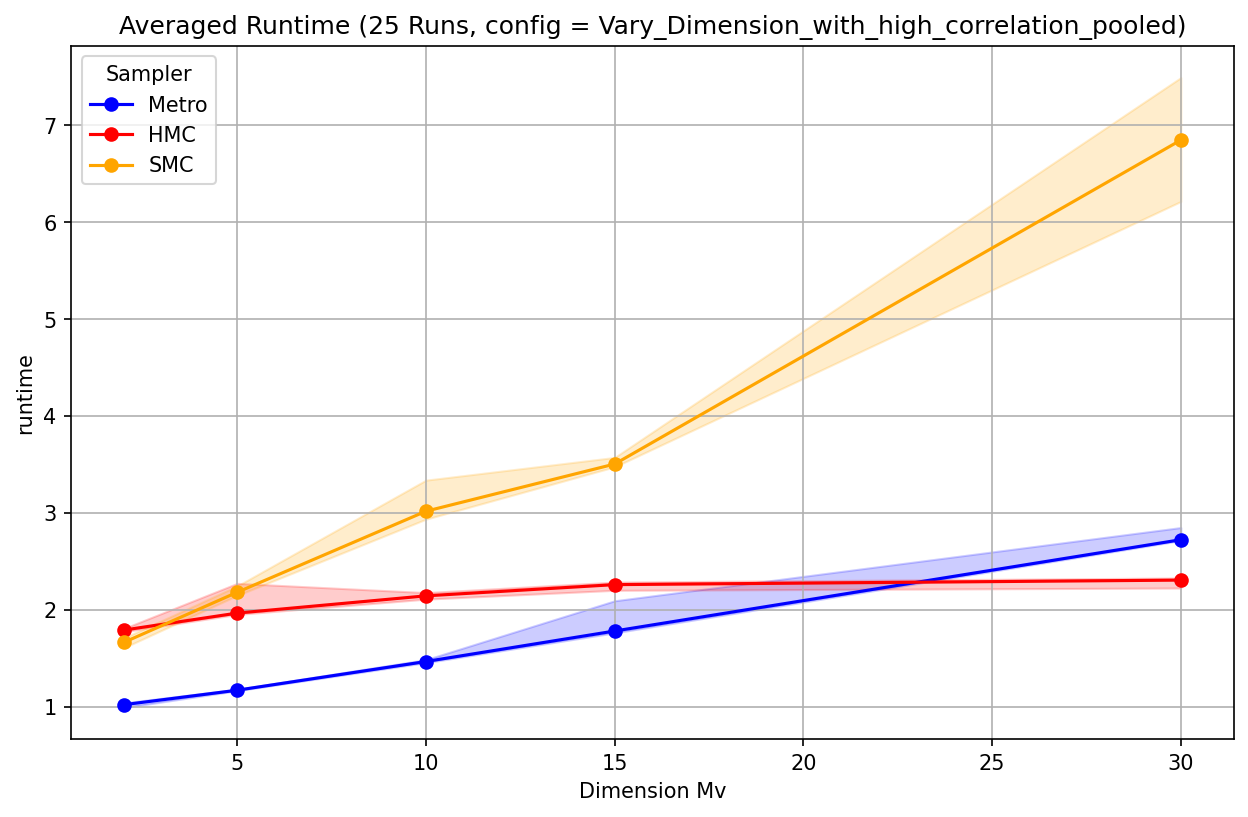 Averaged Runtime (25 Runs, config = Vary_Dimension_with_high_correlation_pooled)
Sampler
Metro
HMC
SMC
runtime
7
6
5
4
3
2
1
5 10 15 20 25 30
Dimension Mv